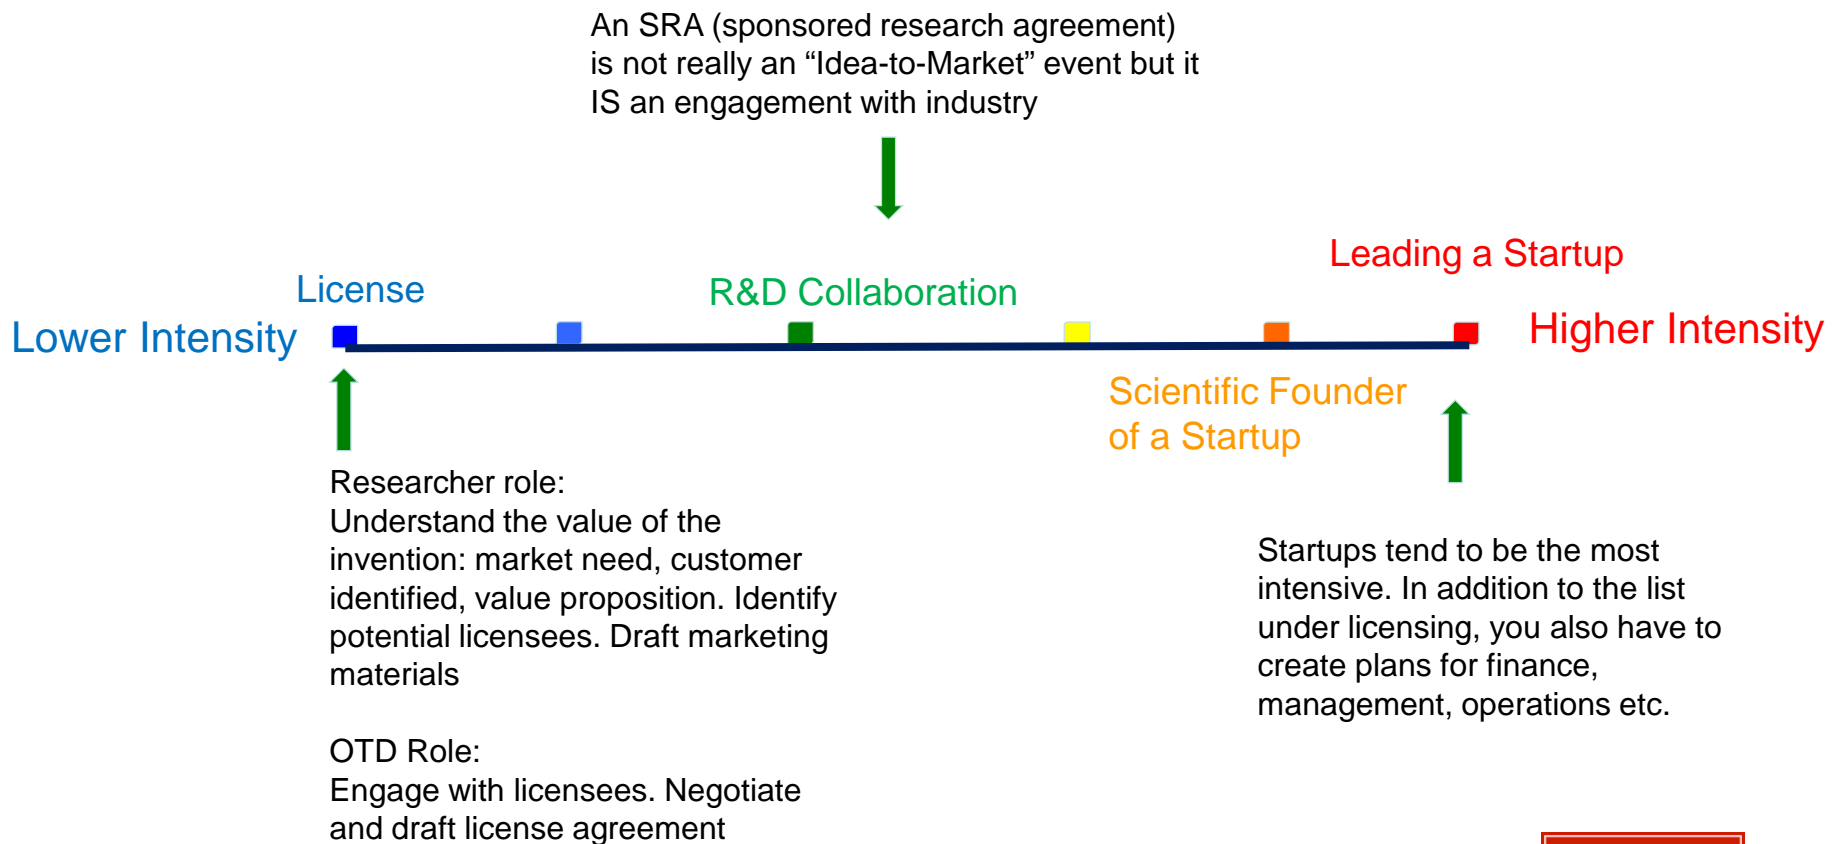 An SRA (sponsored research agreement)
is not really an “Idea-to-Market” event but it
IS an engagement with industry
Leading a Startup
License
R&D Collaboration
Lower Intensity
Higher Intensity
Scientific Founder
of a Startup
Researcher role:
Understand the value of the
invention: market need, customer
identified, value proposition. Identify
potential licensees. Draft marketing
materials
OTD Role:
Engage with licensees. Negotiate
and draft license agreement
Startups tend to be the most
intensive. In addition to the list
under licensing, you also have to
create plans for finance,
management, operations etc.